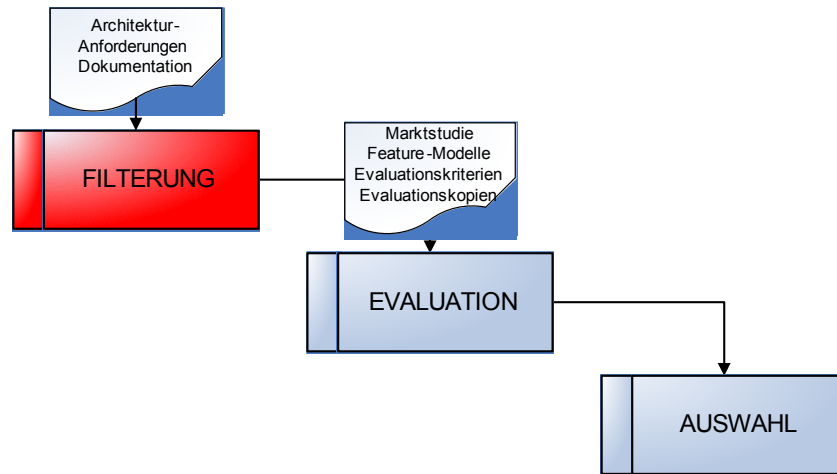 Architektur-
Anforderungen
Dokumentation
FILTERUNG
Marktstudie
Feature-Modelle
Evaluationskriterien
Evaluationskopien
EVALUATION
AUSWAHL